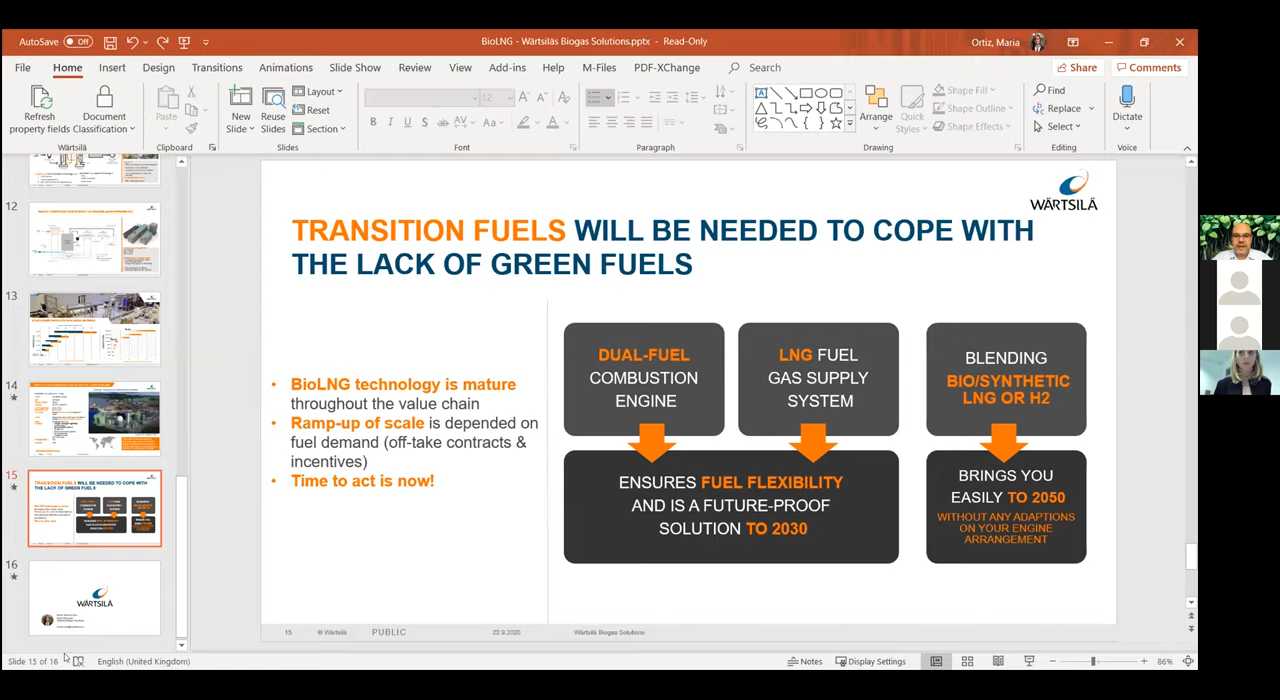 AutoSave Off
BioLNG - Wärtsiläs Biogas Solutions.pptx - Read-Only
Ortiz, Maria
File Home Insert Design Transitions Animations Slide Show Review View Add-ins Help M-Files PDF-XChange Search
Share Comments
Refresh property fields
Document Classification
Wärtsilä
Paste
Clipboard
New Slide
Reuse Slides
Layout
Reset
Section
Slides
12
B I U S ab AV Aa A
Font
Paragraph
Arrange
Quick Styles
Shape Fill
Shape Outline
Shape Effects
Drawing
Find
Replace
Select
Editing
Dictate
Voice
12
13
14
15
16
WÄRTSILÄ
WÄRTSILÄ
TRANSITION FUELS WILL BE NEEDED TO COPE WITH
THE LACK OF GREEN FUELS
• BioLNG technology is mature
throughout the value chain
• Ramp-up of scale is depended on
fuel demand (off-take contracts &
incentives)
• Time to act is now!
DUAL-FUEL
COMBUSTION
ENGINE
LNG FUEL
GAS SUPPLY
SYSTEM
BLENDING
BIO/SYNTHETIC
LNG OR H2
ENSURES FUEL FLEXIBILITY
AND IS A FUTURE-PROOF
SOLUTION TO 2030
BRINGS YOU
EASILY TO 2050
WITHOUT ANY ADAPTIONS
ON YOUR ENGINE
ARRANGEMENT
15 © Wärtsilä PUBLIC 22.9.2020 Wärtsilä Biogas Solutions
Slide 15 of 16 English (United Kingdom)
Notes Display Settings 86%